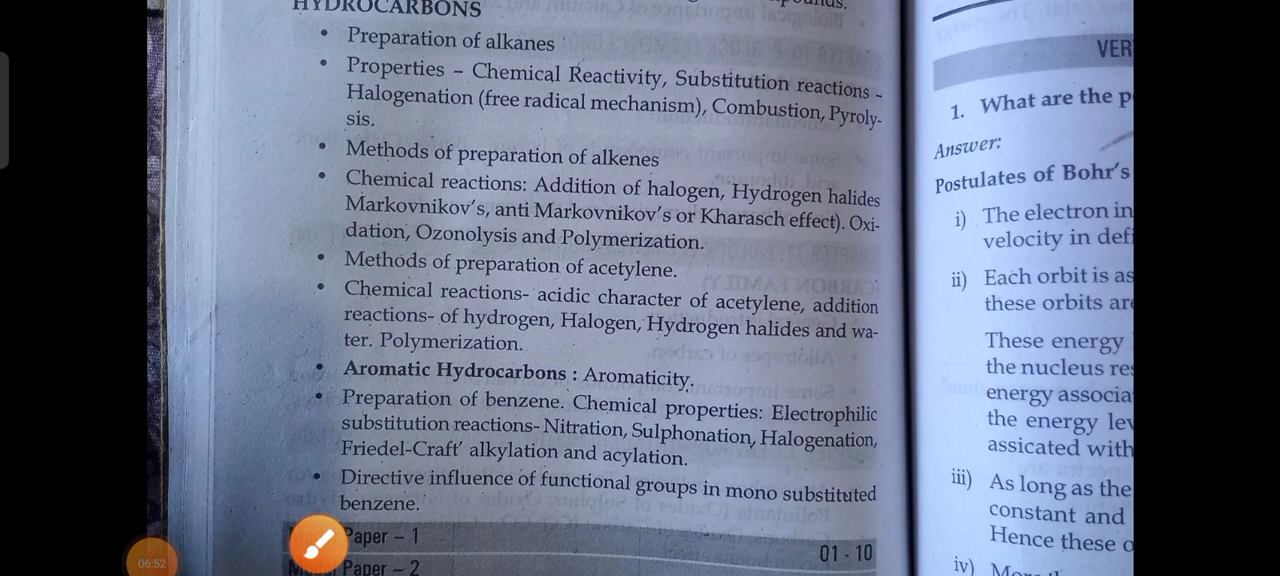 HYDROCARBONS
• Preparation of alkanes
• Properties – Chemical Reactivity, Substitution reactions -
Halogenation (free radical mechanism), Combustion, Pyroly-
sis.
• Methods of preparation of alkenes
• Chemical reactions: Addition of halogen, Hydrogen halides
Markovnikov's, anti Markovnikov's or Kharasch effect). Oxi-
dation, Ozonolysis and Polymerization.
• Methods of preparation of acetylene.
• Chemical reactions- acidic character of acetylene, addition
reactions- of hydrogen, Halogen, Hydrogen halides and wa-
ter. Polymerization.
• Aromatic Hydrocarbons : Aromaticity.
• Preparation of benzene. Chemical properties: Electrophilic
substitution reactions- Nitration, Sulphonation, Halogenation,
Friedel-Craft' alkylation and acylation.
• Directive influence of functional groups in mono substituted
benzene.
Paper – 1
01 - 10
Paper – 2
VER
1. What are the p
Answer:
Postulates of Bohr's
i) The electron in
velocity in defi
ii) Each orbit is as
these orbits are
These energy
the nucleus res
energy associa
the energy lev
assicated with
iii) As long as the
constant and
Hence these o
iv)
06:52